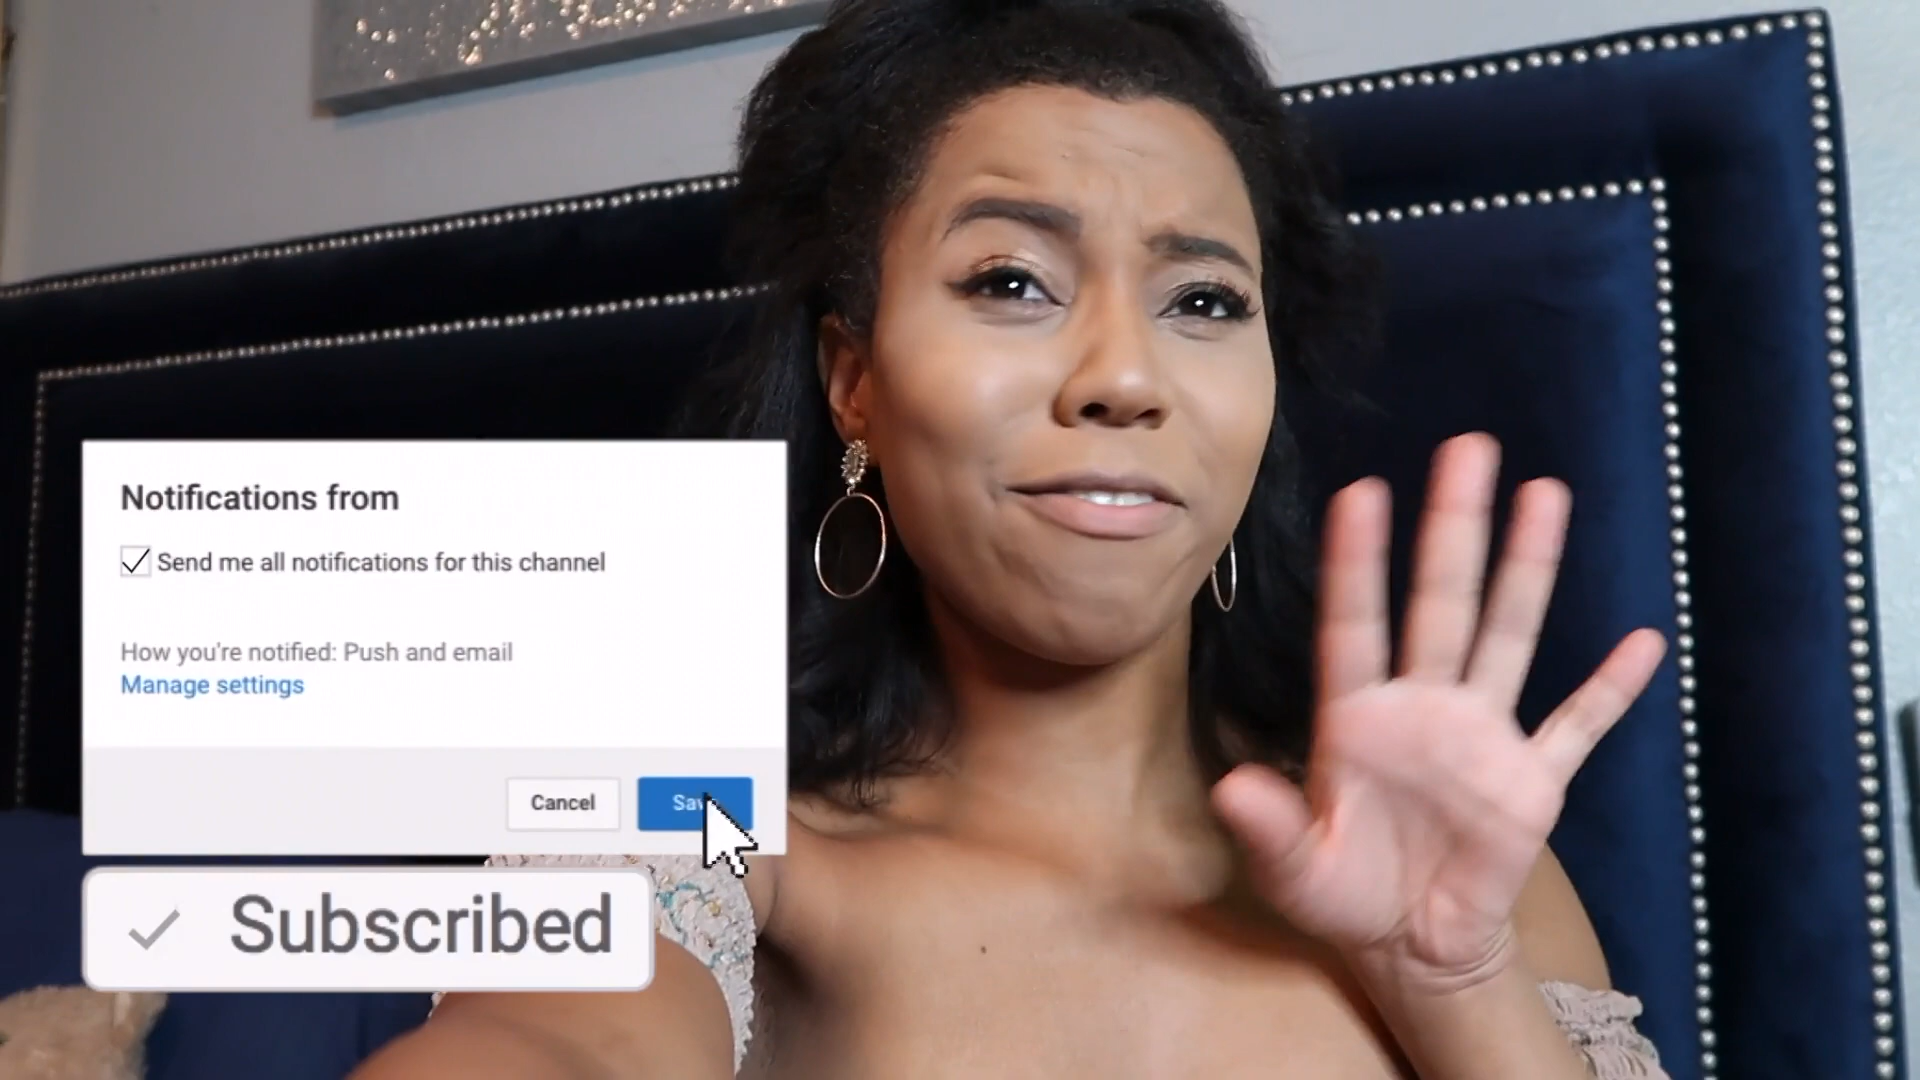 Notifications from
Send me all notifications for this channel
How you're notified: Push and email
Manage settings
Cancel
Subscribed